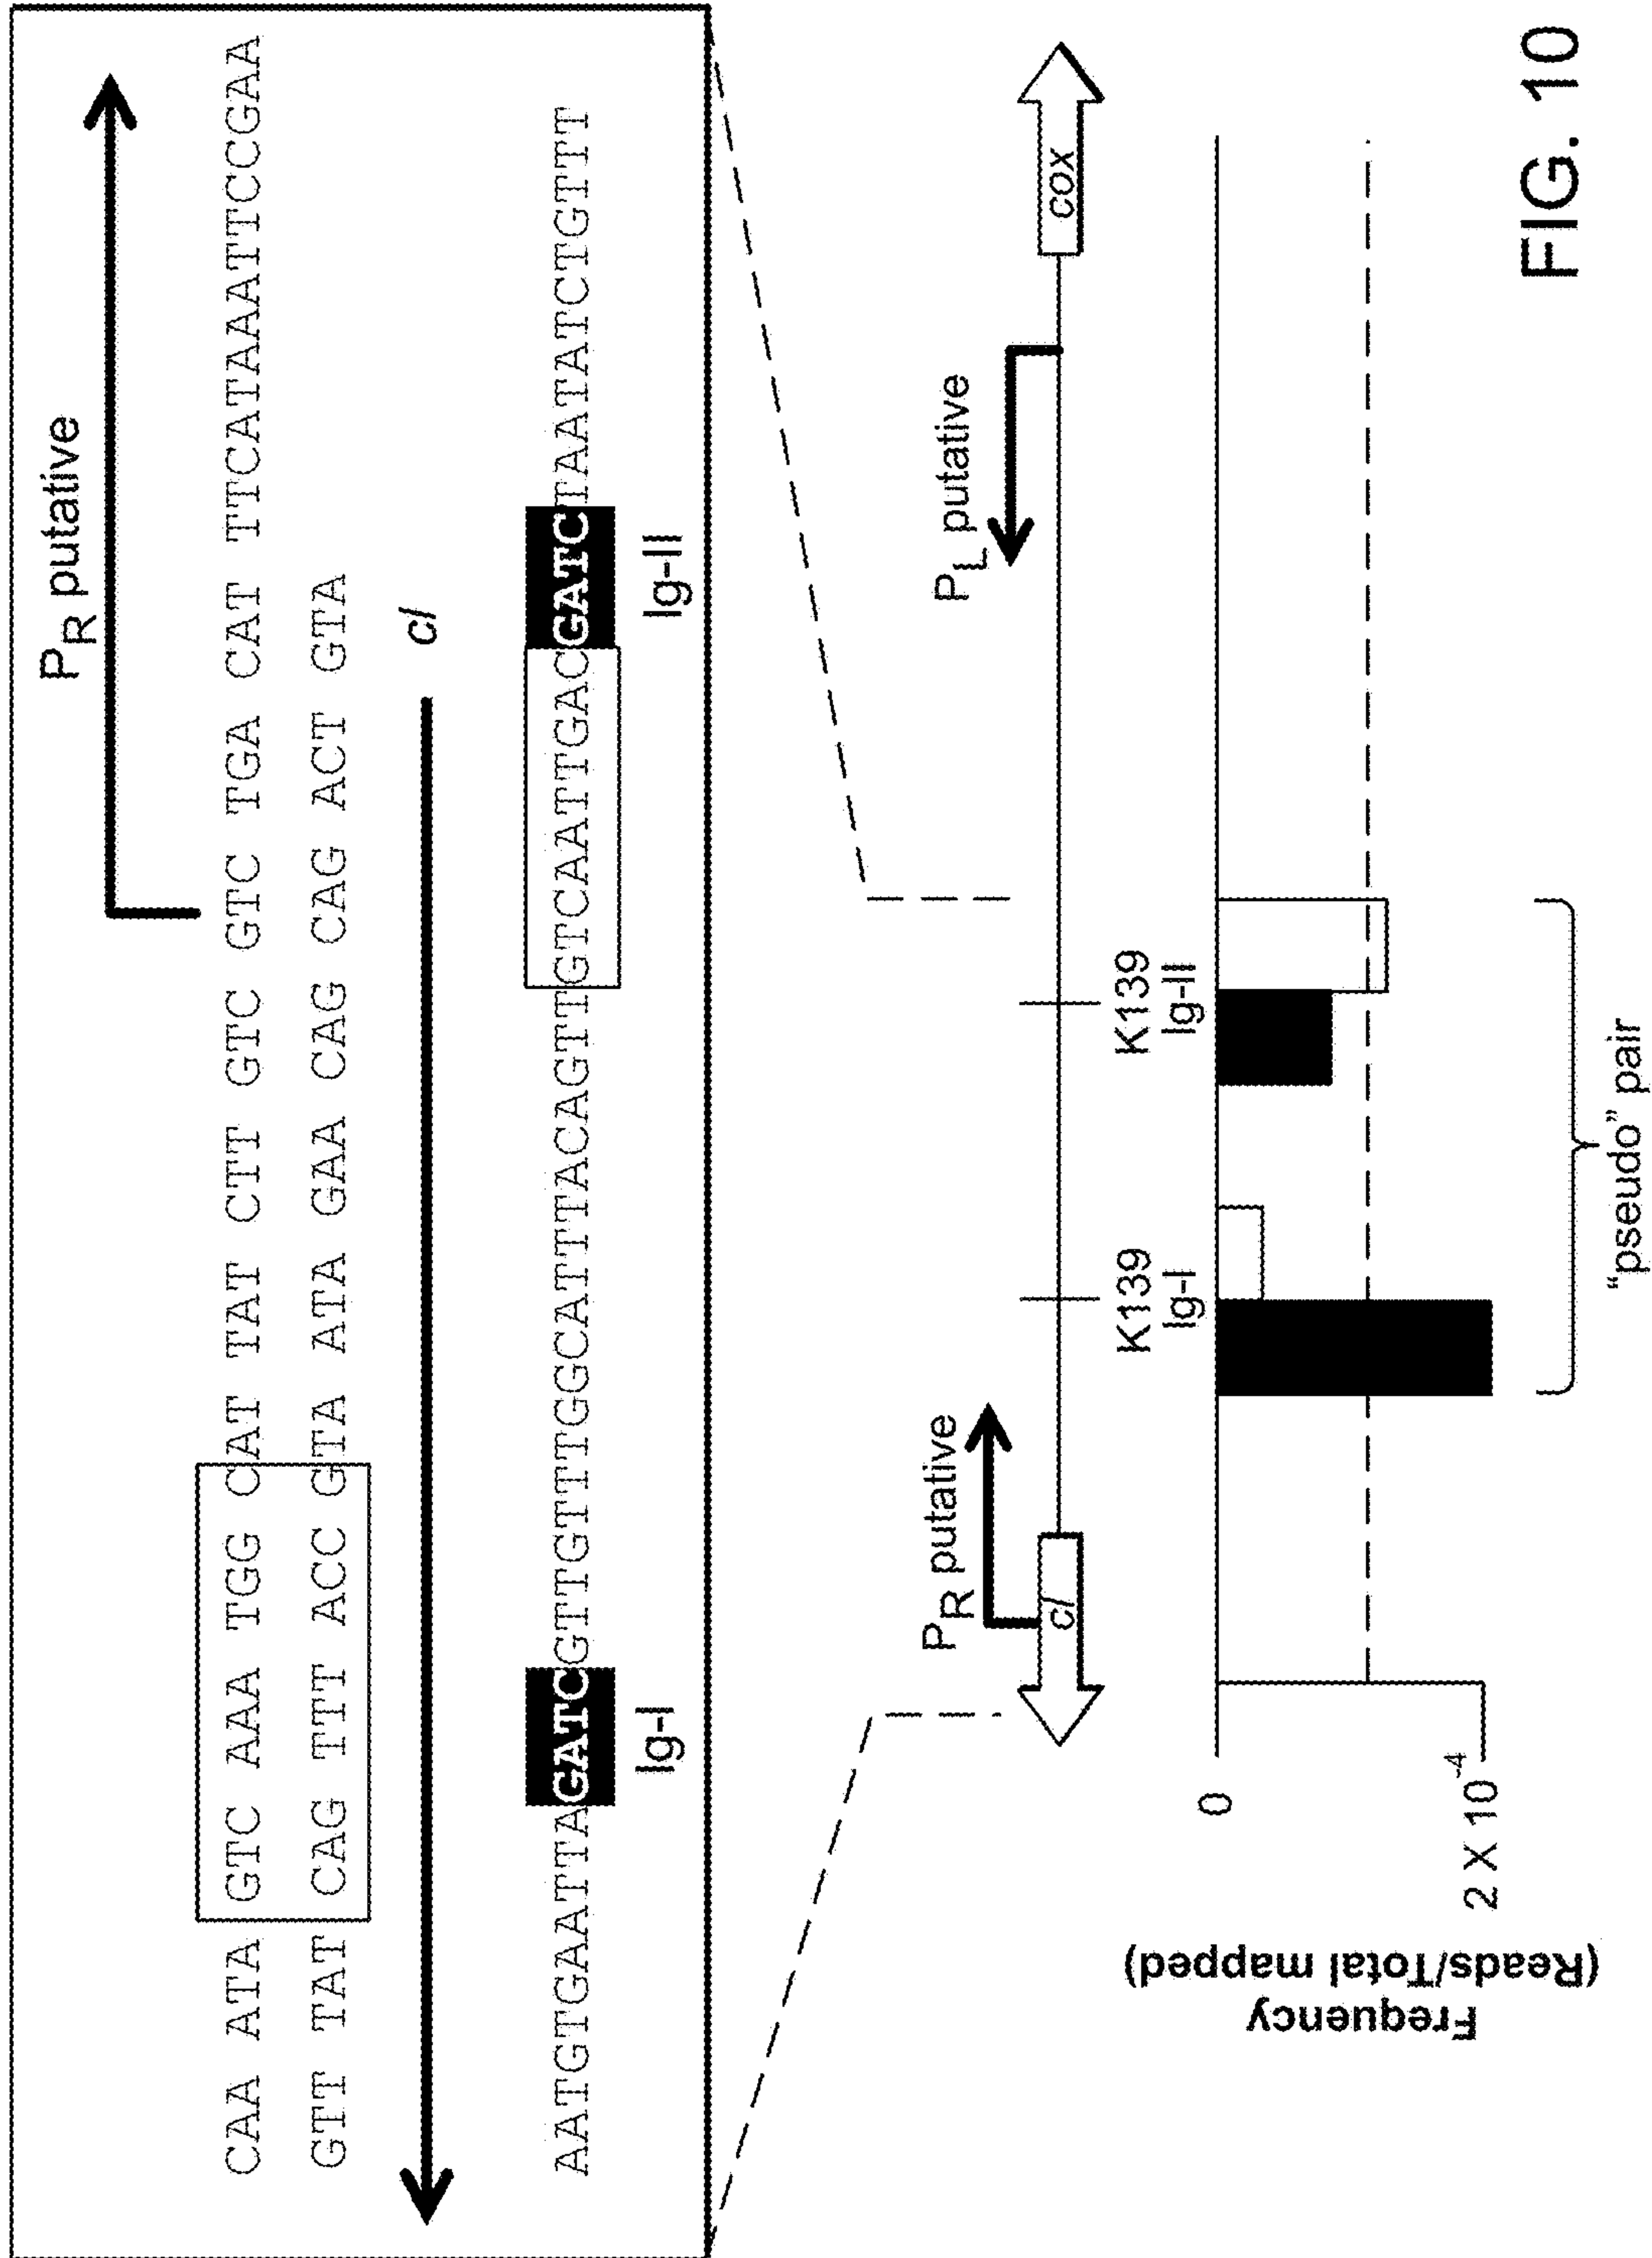 P_R putative
CAA ATA GTC AAA TGG CAT TAT CTT GTC GTC GTC TGA CAT TTCATAAATTCCGAA
GTT TAT CAG TTT ACC GTA ATA GAA CAG CAG CAG ACT GTA
cI
AATGTGAATTAGATCGTTGTTTGGCATTTACAGTTGTCAATTGACGATCTAATATCTGTTT
Ig-I
Ig-II
P_R putative
P_L putative
cI
cox
K139
Ig-I
K139
Ig-II
0
2 X 10^-4
Frequency
(Reads/Total mapped)
"pseudo" pair
FIG. 10